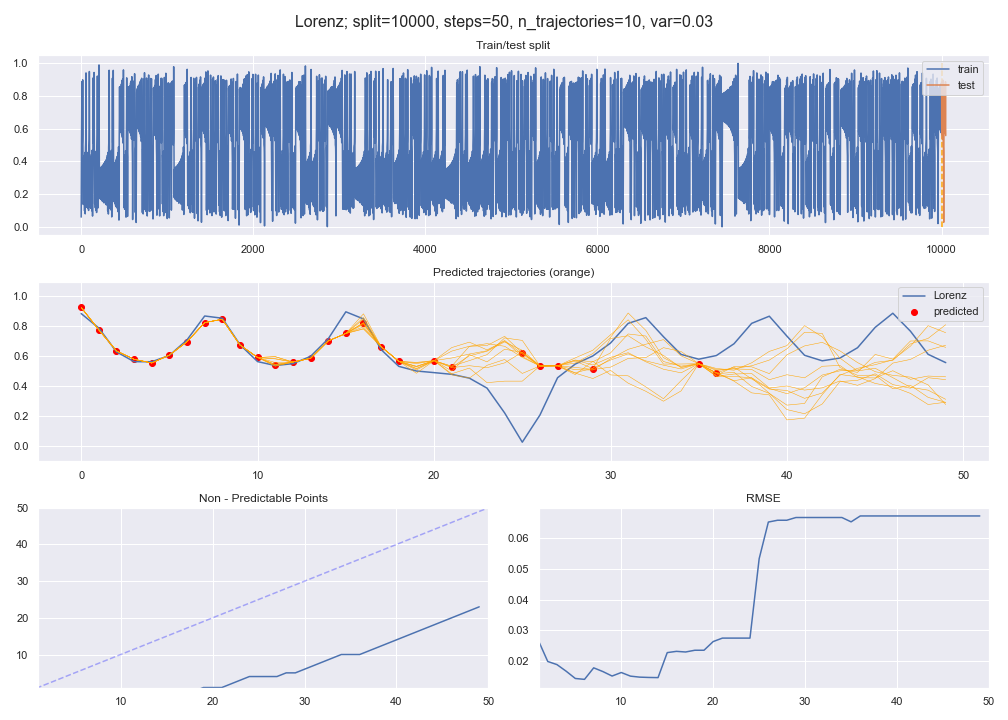 Lorenz; split=10000, steps=50, n_trajectories=10, var=0.03
Train/test split
1.0
0.8
0.6
0.4
0.2
0.0
train
test
0 2000 4000 6000 8000 10000
Predicted trajectories (orange)
1.0
0.8
0.6
0.4
0.2
0.0
Lorenz
predicted
0 10 20 30 40 50
Non - Predictable Points
50
40
30
20
10
10 20 30 40 50
RMSE
0.06
0.05
0.04
0.03
0.02
10 20 30 40 50